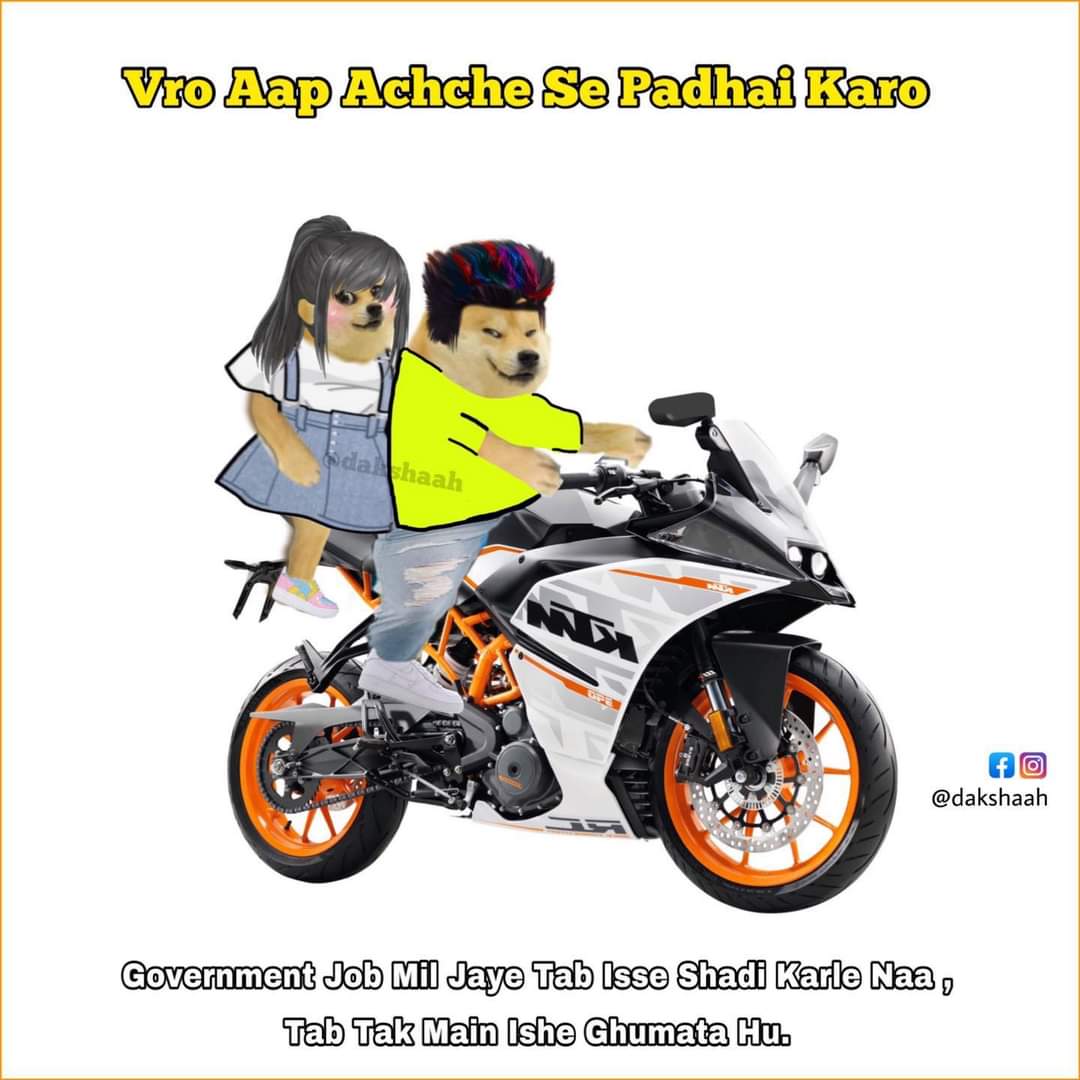 Vro Aap Achche Se Padhai Karo
@dakshaah
@dakshaah
Government Job Mil Jaye Tab Isse Shadi Karle Naa ,
Tab Tak Main Ishe Ghumata Hu.